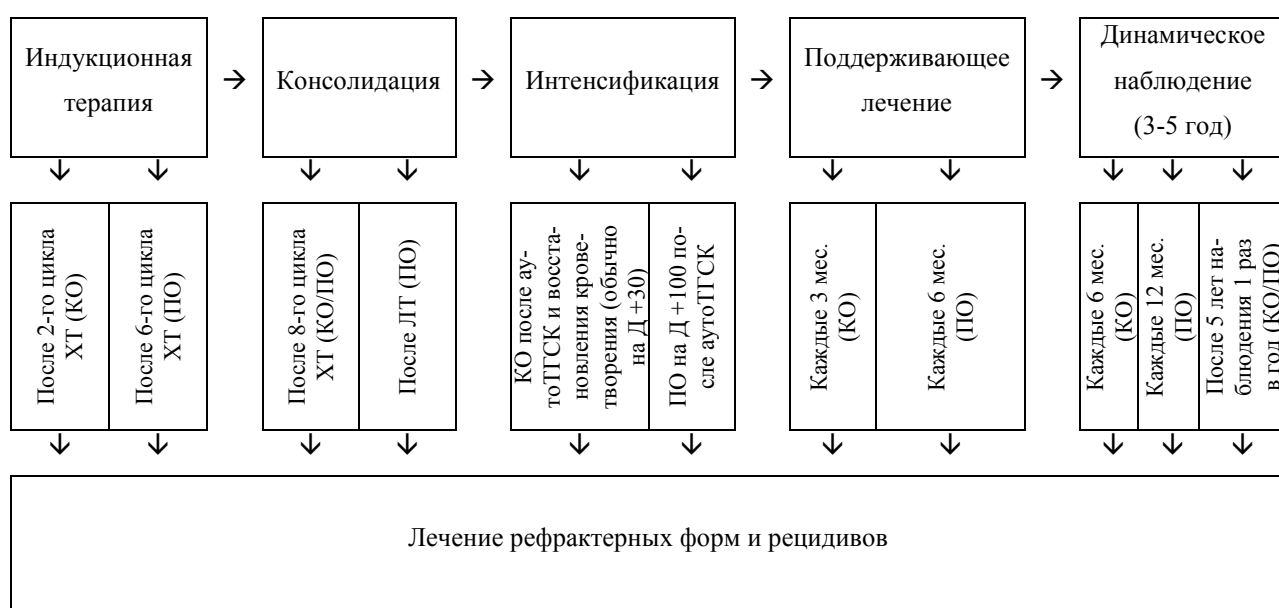 Индукционная
терапия
→
Консолидация
→
Интенсификация
→
Поддерживающее
лечение
→
Динамическое
наблюдение
(3-5 год)
После 2-го цикла
ХТ (КО)
После 6-го цикла
ХТ (ПО)
После 8-го цикла
ХТ (КО/ПО)
После ЛТ (ПО)
КО после ау-
тоТГСК и восста-
новления крове-
творения (обычно
на Д +30)
ПО на Д +100 по-
сле аутоТГСК
Каждые 3 мес.
(КО)
Каждые 6 мес.
(ПО)
Каждые 6 мес.
(КО)
Каждые 12 мес.
(ПО)
После 5 лет на-
блюдения 1 раз
в год (КО/ПО)
Лечение рефрактерных форм и рецидивов